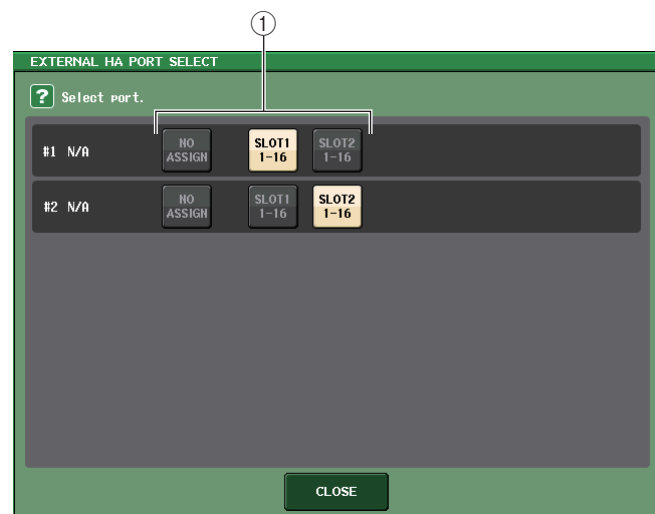 ①
EXTERNAL HA PORT SELECT
? Select port.
#1 N/A
NO
ASSIGN
SLOT1
1-16
SLOT2
1-16
#2 N/A
NO
ASSIGN
SLOT1
1-16
SLOT2
1-16
CLOSE